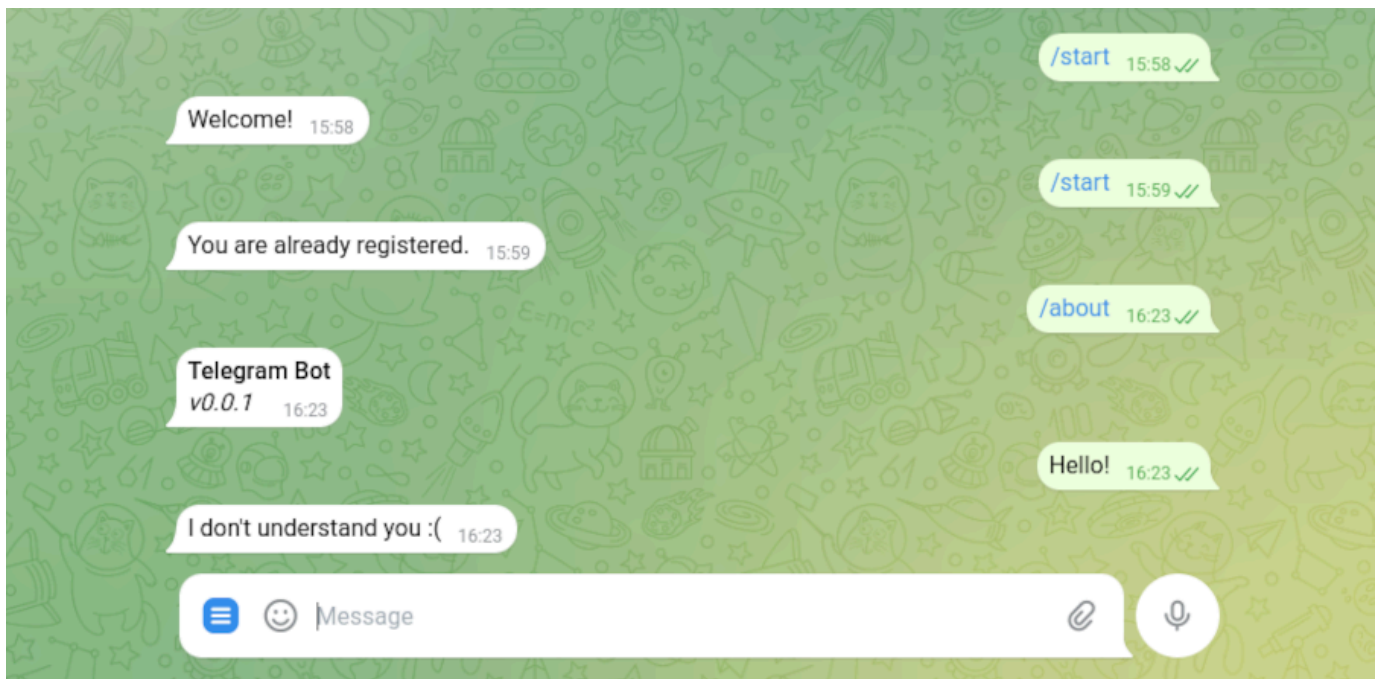 /start 15:58
Welcome! 15:58
/start 15:59
You are already registered. 15:59
/about 16:23
Telegram Bot
v0.0.1 16:23
Hello! 16:23
I don't understand you :( 16:23
Message